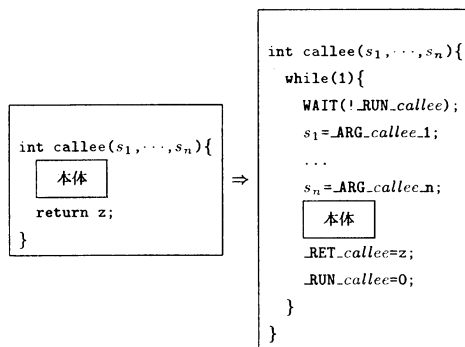 int callee(s₁,···,sₙ){
本体
return z;
}
⇒
int callee(s₁,···,sₙ){
while(1){
WAIT(!_RUN_callee);
s₁=_ARG_callee_1;
...
sₙ=_ARG_callee_n;
本体
_RET_callee=z;
_RUN_callee=0;
}
}